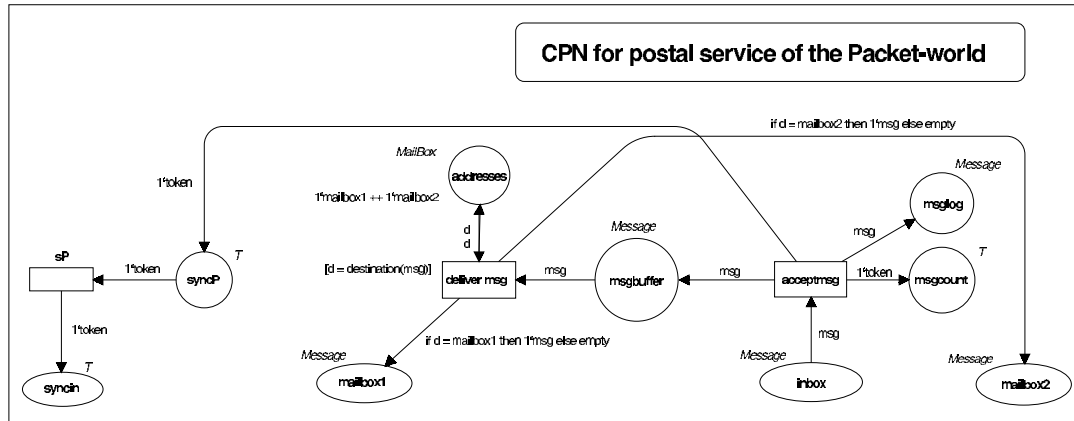 CPN for postal service of the Packet-world
if d = mailbox2 then 1'msg else empty
MailBox
addresses
Message
msglog
1'token
1'mailbox1 ++ 1'mailbox2
Message
msg
sP
T
d
d
T
1'token
syncP
[d = destination(msg)]
deliver msg
msg
msgbuffer
msg
acceptmsg
1'token
msgcount
1'token
msg
if d = mailbox1 then 1'msg else empty
T
Message
Message
Message
syncin
mailbox1
inbox
mailbox2